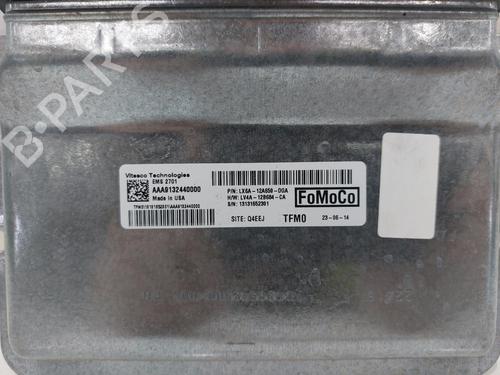 B-PARTS
Vitesco Technologies
EMS 2701
AAA9132440000
Made in USA
P/N: LX6A-12A650-DGA
H/W: LV4A-12B684-CA
S/N: 13131652301
FoMoCo
SITE: Q4EEJ
TFM0
23-06-14